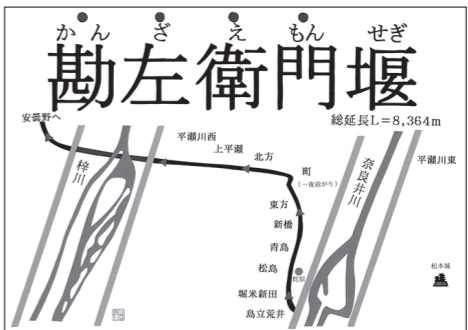 かんざえもんせぎ
勘左衛門堰
総延長L=8,364m
安曇野へ
平瀬川西
上平瀬
北方
町
(一夜曲がり)
奈良井川
平瀬川東
梓川
東方
新橋
青島
松島
松本城
堀米新田
島立荒井